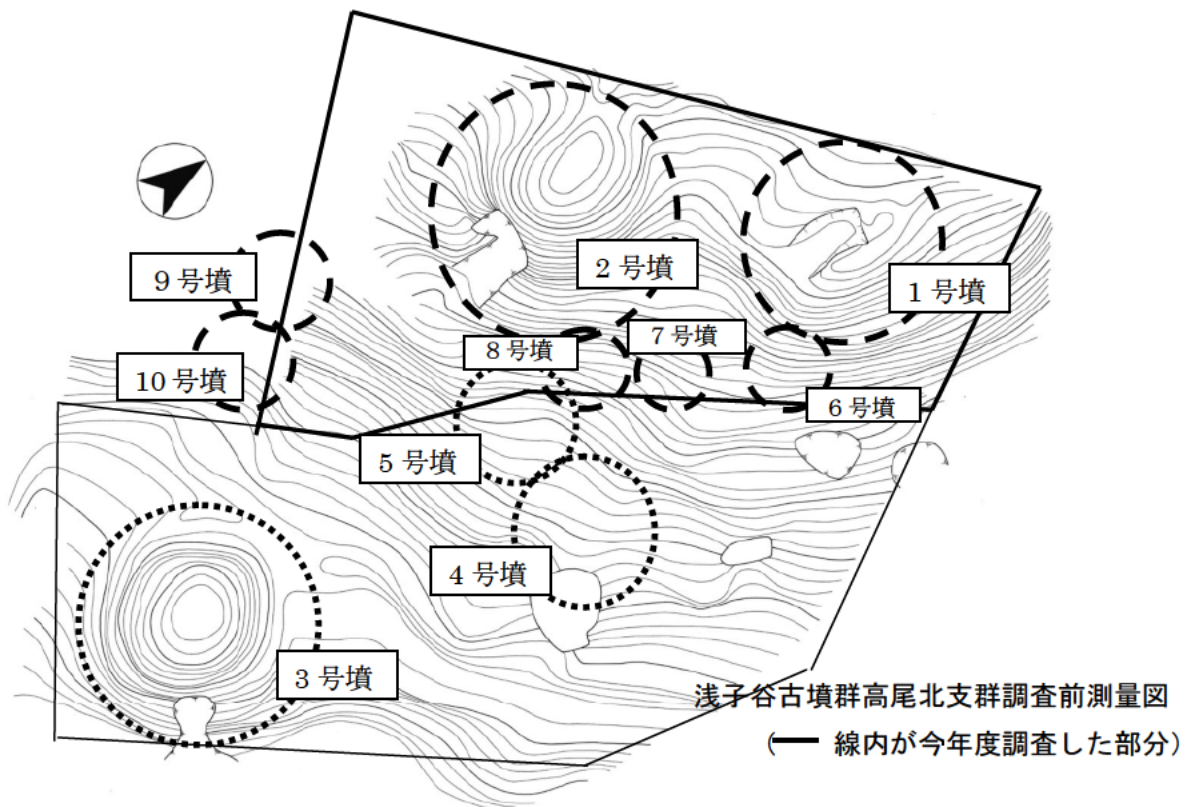 9 号墳
2 号墳
1 号墳
8 号墳
7 号墳
10 号墳
6 号墳
5 号墳
4 号墳
3 号墳
浅子谷古墳群高尾北支群調査前測量図
(━ 線内が今年度調査した部分)